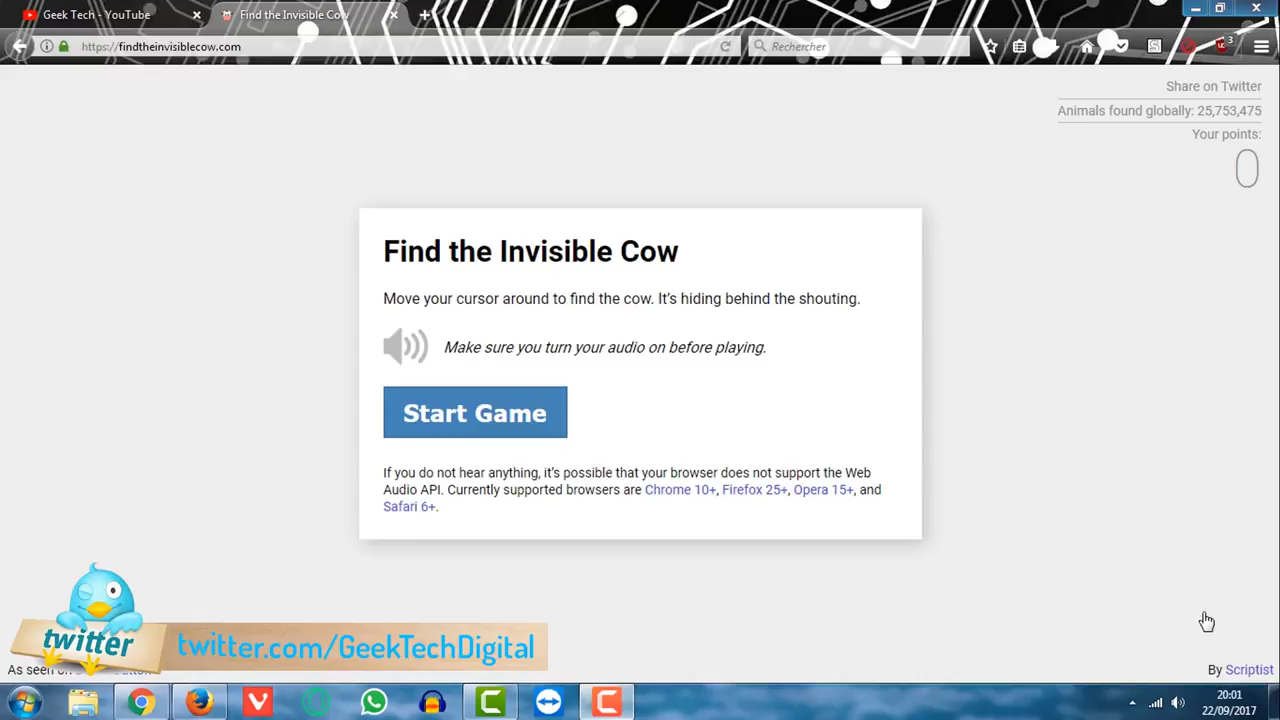 Geek Tech - YouTube
Find the Invisible Cow
https://findtheinvisiblecow.com
Rechercher
3
Share on Twitter
Animals found globally: 25,753,475
Your points:
0
Find the Invisible Cow
Move your cursor around to find the cow. It's hiding behind the shouting.
Make sure you turn your audio on before playing.
Start Game
If you do not hear anything, it's possible that your browser does not support the Web
Audio API. Currently supported browsers are Chrome 10+, Firefox 25+, Opera 15+, and
Safari 6+.
twitter
twitter.com/GeekTechDigital
As seen on
By Scriptist
20:01
22/09/2017